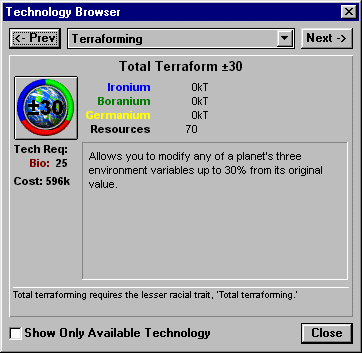 Technology Browser
<- Prev
Terraforming
Next ->
Total Terraform ±30
±30
Ironium 0kT
Boranium 0kT
Germanium 0kT
Resources 70
Tech Req:
Bio: 25
Cost: 596k
Allows you to modify any of a planet's three
environment variables up to 30% from its original
value.
Total terraforming requires the lesser racial trait, 'Total terraforming.'
Show Only Available Technology
Close